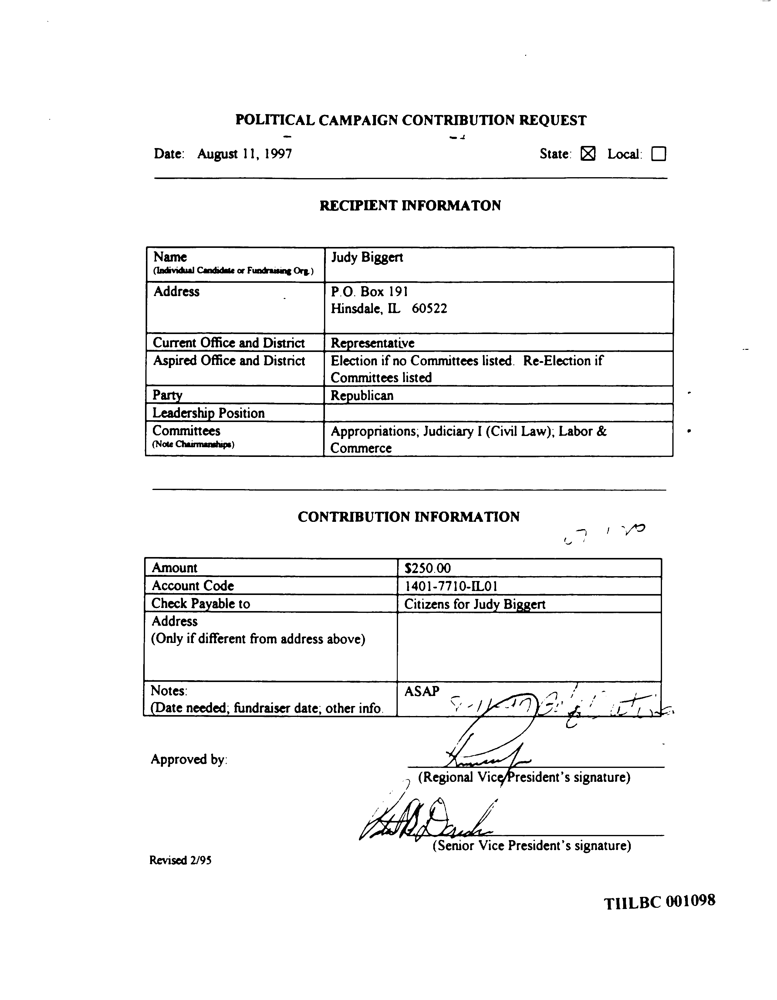 POLITICAL CAMPAIGN CONTRIBUTION REQUEST
Date: August 11, 1997 State: ☒ Local: ☐
RECIPIENT INFORMATON
Name Judy Biggert
(Individual Candidate or Fundraising Org.)
Address P.O. Box 191
Hinsdale, IL 60522
Current Office and District Representative
Aspired Office and District Election if no Committees listed. Re-Election if
Committees listed
Party Republican
Leadership Position
Committees Appropriations; Judiciary I (Civil Law); Labor &
(Note Chairmanships) Commerce
CONTRIBUTION INFORMATION
Amount $250.00
Account Code 1401-7710-IL01
Check Payable to Citizens for Judy Biggert
Address
(Only if different from address above)
Notes: ASAP
(Date needed; fundraiser date; other info.
Approved by:
(Regional Vice President's signature)
(Senior Vice President's signature)
Revised 2/95
TIILBC 001098